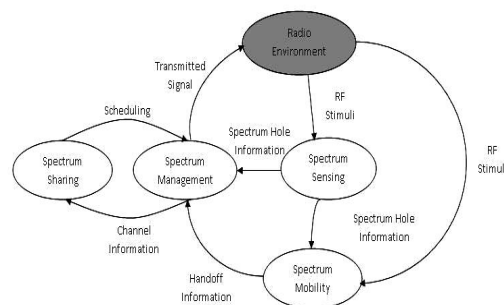 Radio
Environment
Transmitted
Signal
RF
Stimuli
Scheduling
Spectrum Hole
Information
Spectrum
Sharing
Spectrum
Management
Spectrum
Sensing
RF
Stimuli
Channel
Information
Spectrum Hole
Information
Handoff
Information
Spectrum
Mobility